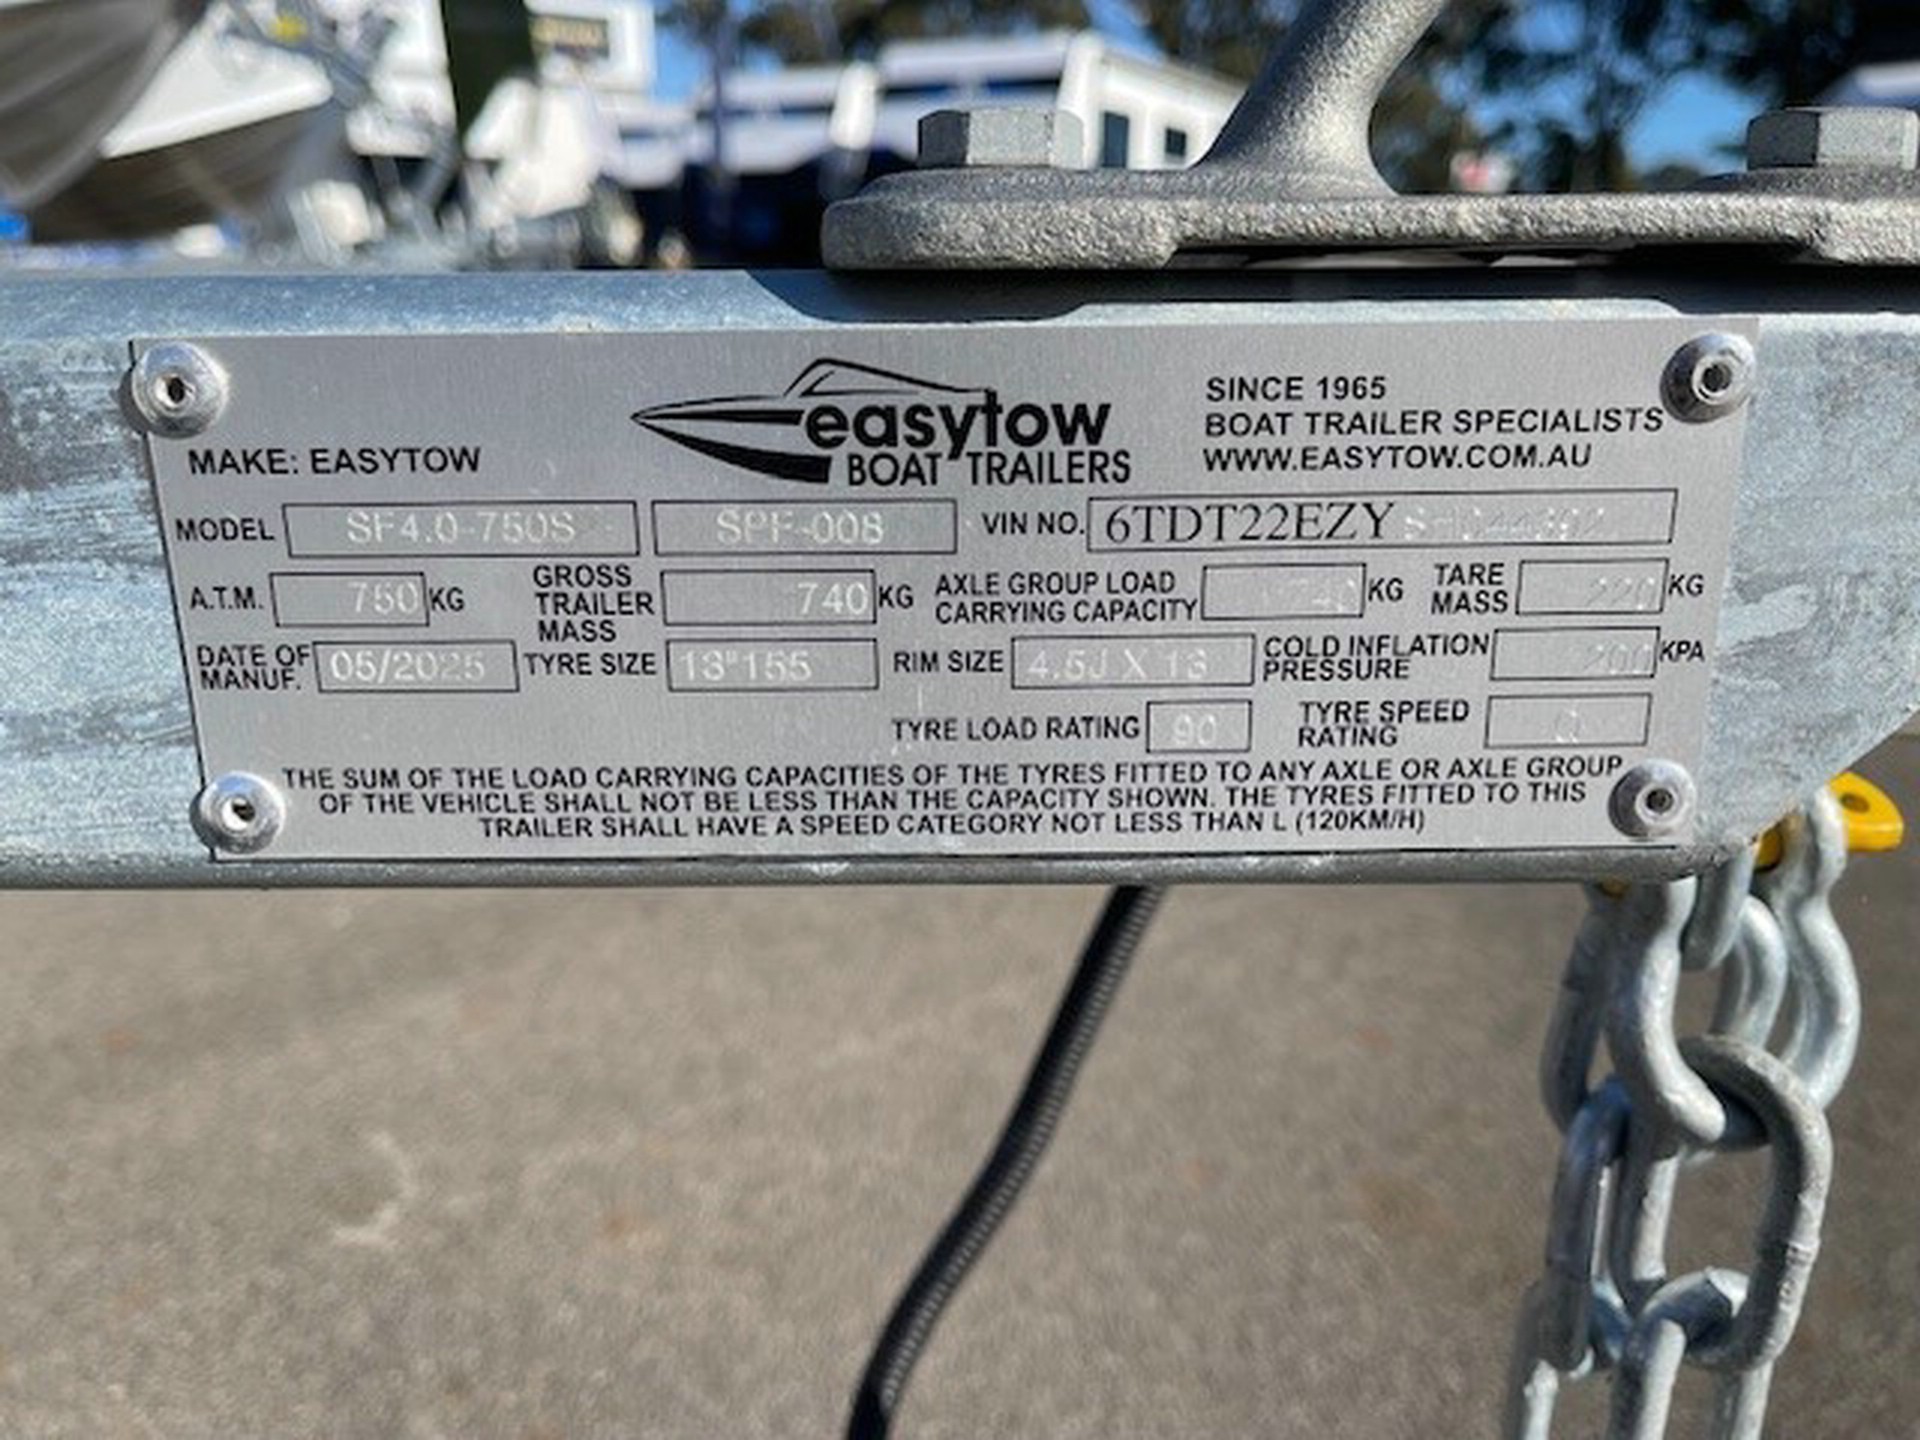 easytow
BOAT TRAILERS
SINCE 1965
BOAT TRAILER SPECIALISTS
WWW.EASYTOW.COM.AU
MAKE: EASYTOW
MODEL SF4.0-750S SPF-008 VIN NO. 6TDT22EZY
A.T.M. 750 KG GROSS TRAILER MASS 740 KG AXLE GROUP LOAD CARRYING CAPACITY 740 KG TARE MASS 220 KG
DATE OF MANUF. 05/2025 TYRE SIZE 13"155 RIM SIZE 4.5J X 13 COLD INFLATION PRESSURE 200 KPA
TYRE LOAD RATING 90 TYRE SPEED RATING Q
THE SUM OF THE LOAD CARRYING CAPACITIES OF THE TYRES FITTED TO ANY AXLE OR AXLE GROUP
OF THE VEHICLE SHALL NOT BE LESS THAN THE CAPACITY SHOWN. THE TYRES FITTED TO THIS
TRAILER SHALL HAVE A SPEED CATEGORY NOT LESS THAN L (120KM/H)